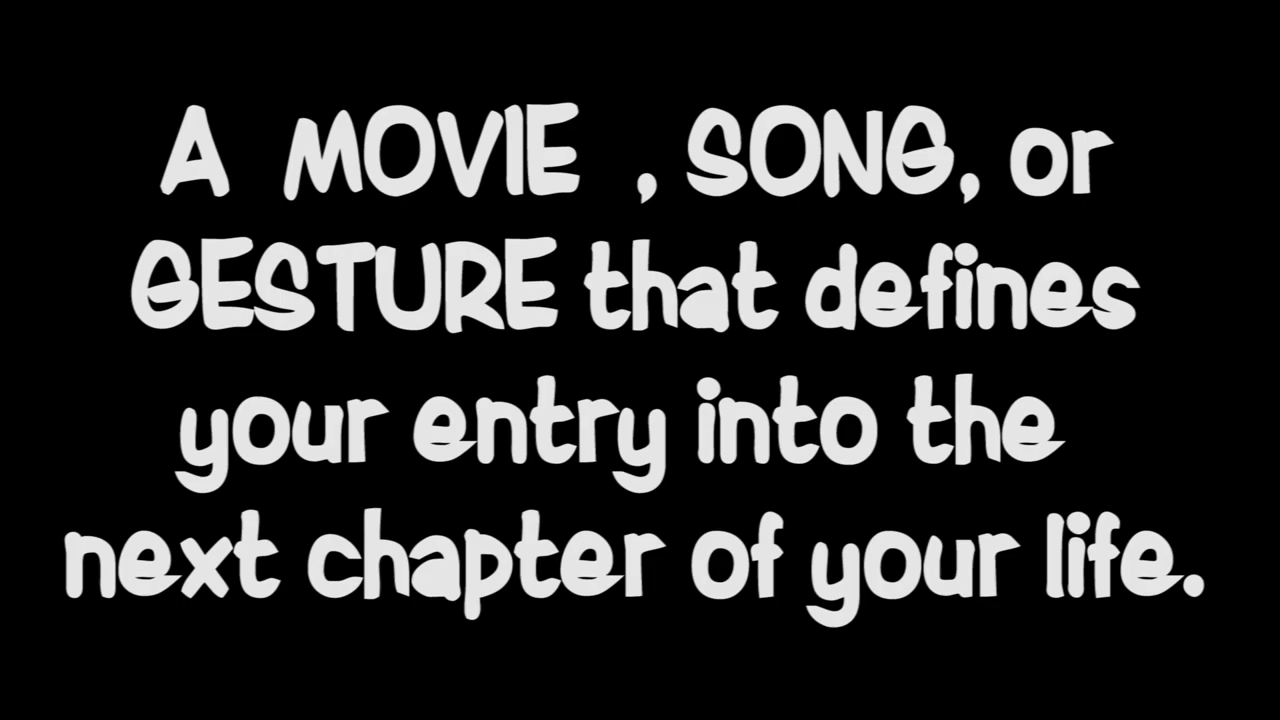 A MOVIE , SONG, or
GESTURE that defines
your entry into the
next chapter of your life.